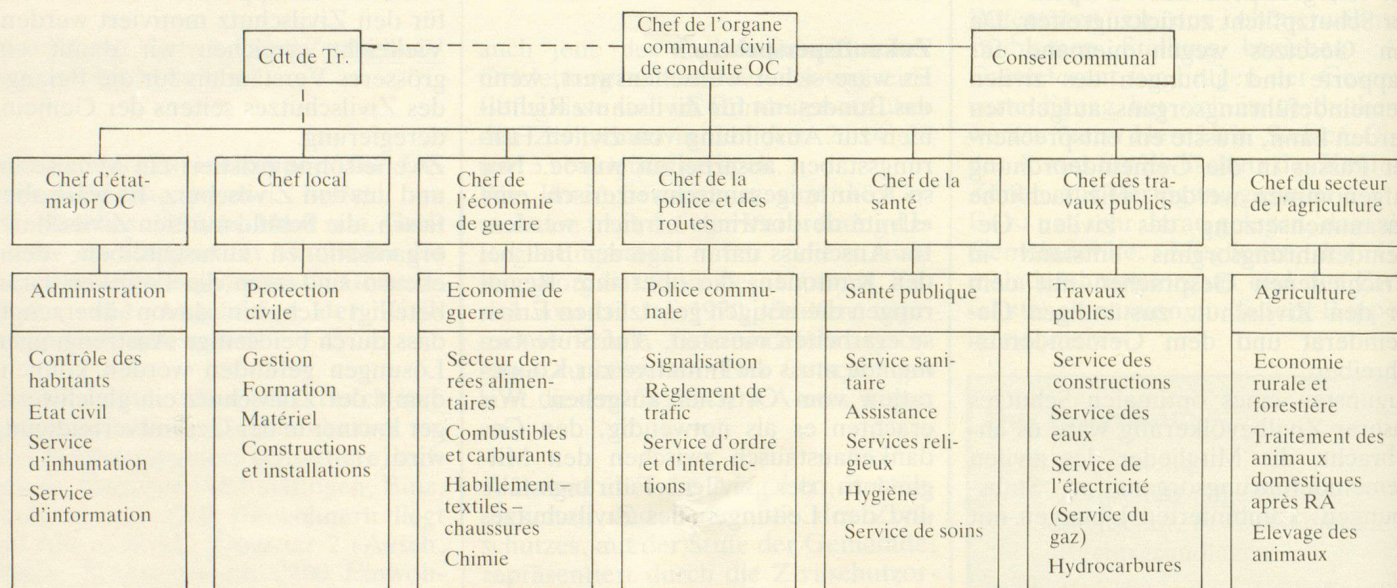 Cdt de Tr.
Chef de l'organe
communal civil
de conduite OC
Conseil communal
Chef d'état-
major OC
Chef local
Chef de
l'économie
de guerre
Chef de la
police et des
routes
Chef de la
santé
Chef des tra-
vaux publics
Chef du secteur
de l'agriculture
Administration
Contrôle des
habitants
Etat civil
Service
d'inhumation
Service
d'information
Protection
civile
Gestion
Formation
Matériel
Constructions
et installations
Economie de
guerre
Secteur den-
rées alimen-
taires
Combustibles
et carburants
Habillement –
textiles –
chaussures
Chimie
Police commu-
nale
Signalisation
Règlement de
trafic
Service d'ordre
et d'interdic-
tions
Santé publique
Service sani-
taire
Assistance
Services reli-
gieux
Hygiène
Service de soins
Travaux
publics
Service des
constructions
Service des
eaux
Service de
l'électricité
(Service du
gaz)
Hydrocarbures
Agriculture
Economie
rurale et
forestière
Traitement des
animaux
domestiques
après RA
Elevage des
animaux